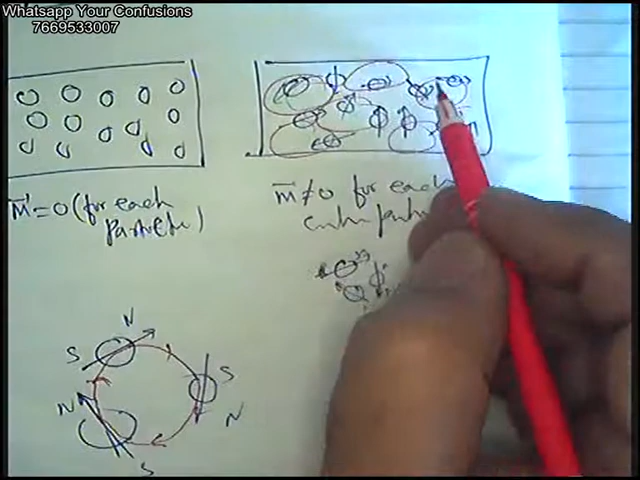 Whatsapp Your Confusions
7669533007
M = 0 (for each
particle)
m ≠ 0 for each
N
S
S
N
N
S